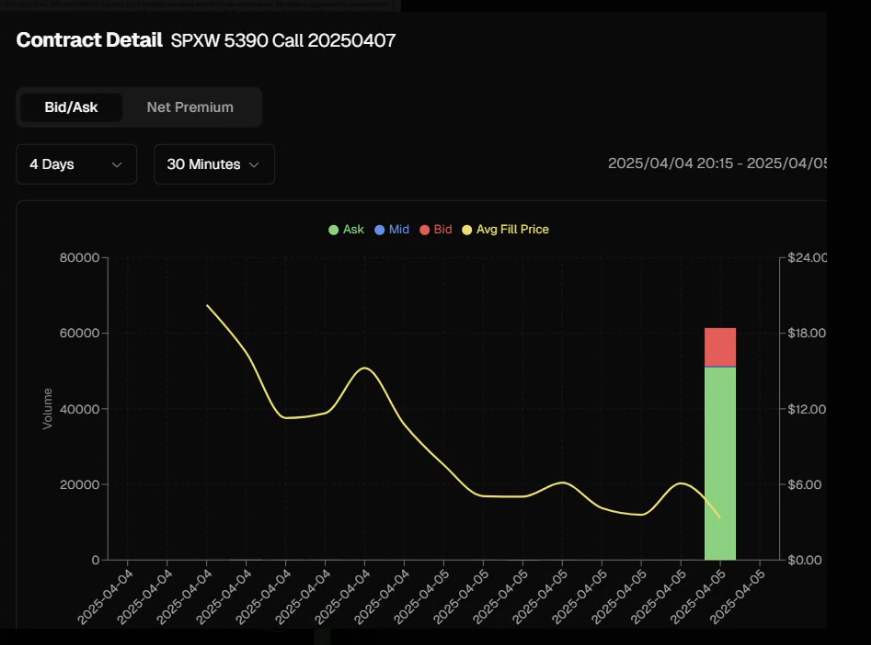 Contract Detail SPXW 5390 Call 20250407
Bid/Ask Net Premium
4 Days 30 Minutes 2025/04/04 20:15 - 2025/04/05
Ask Mid Bid Avg Fill Price
80000 $24.00
60000 $18.00
Volume
40000 $12.00
20000 $6.00
0 $0.00
2025-04-04 2025-04-04 2025-04-04 2025-04-04 2025-04-04 2025-04-04 2025-04-04 2025-04-04 2025-04-05 2025-04-05 2025-04-05 2025-04-05 2025-04-05 2025-04-05 2025-04-05 2025-04-05 2025-04-05